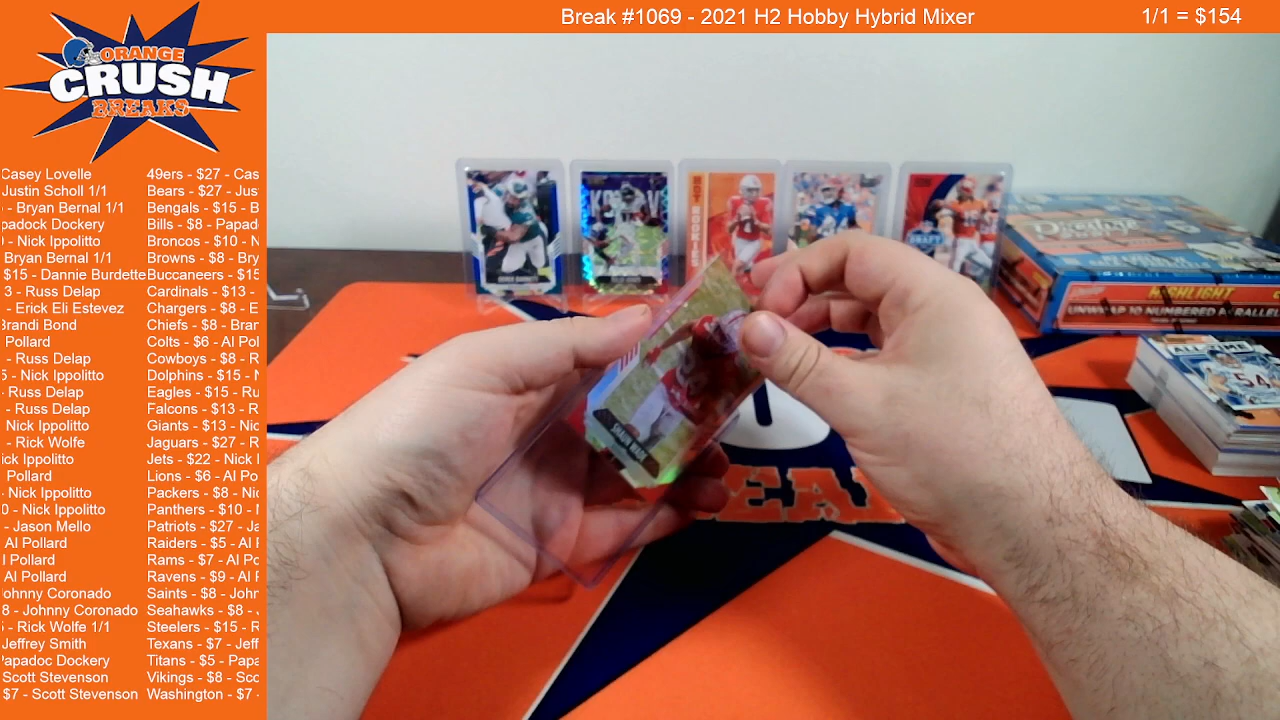 Break #1069 - 2021 H2 Hobby Hybrid Mixer
1/1 = $154
ORANGE
CRUSH
BREAKS
Casey Lovelle
49ers - $27 - Cas
Justin Scholl 1/1
Bears - $27 - Jus
- Bryan Bernal 1/1
Bengals - $15 - B
padock Dockery
Bills - $8 - Papad
- Nick Ippolitto
Broncos - $10 - N
Bryan Bernal 1/1
Browns - $8 - Bry
$15 - Dannie Burdette
Buccaneers - $15
3 - Russ Delap
Cardinals - $13 -
- Erick Eli Estevez
Chargers - $8 - E
Brandi Bond
Chiefs - $8 - Bran
Pollard
Colts - $6 - Al Pol
- Russ Delap
Cowboys - $8 - R
5 - Nick Ippolitto
Dolphins - $15 - N
Russ Delap
Eagles - $15 - Ru
- Russ Delap
Falcons - $13 - R
Nick Ippolitto
Giants - $13 - Nic
- Rick Wolfe
Jaguars - $27 - R
ick Ippolitto
Jets - $22 - Nick I
Pollard
Lions - $6 - Al Po
- Nick Ippolitto
Packers - $8 - Nic
0 - Nick Ippolitto
Panthers - $10 - N
- Jason Mello
Patriots - $27 - Ja
Al Pollard
Raiders - $5 - Al F
l Pollard
Rams - $7 - Al Po
Al Pollard
Ravens - $9 - Al F
ohnny Coronado
Saints - $8 - John
8 - Johnny Coronado
Seahawks - $8 -
- Rick Wolfe 1/1
Steelers - $15 - R
Jeffrey Smith
Texans - $7 - Jeff
Papadoc Dockery
Titans - $5 - Papa
Scott Stevenson
Vikings - $8 - Sco
$7 - Scott Stevenson
Washington - $7 -
HOT ROOKIES
DRAFT
Prestige
HIGHLIGHT
UNWRAP 10 NUMBERED PARALLEL
54
SHAUN WADE